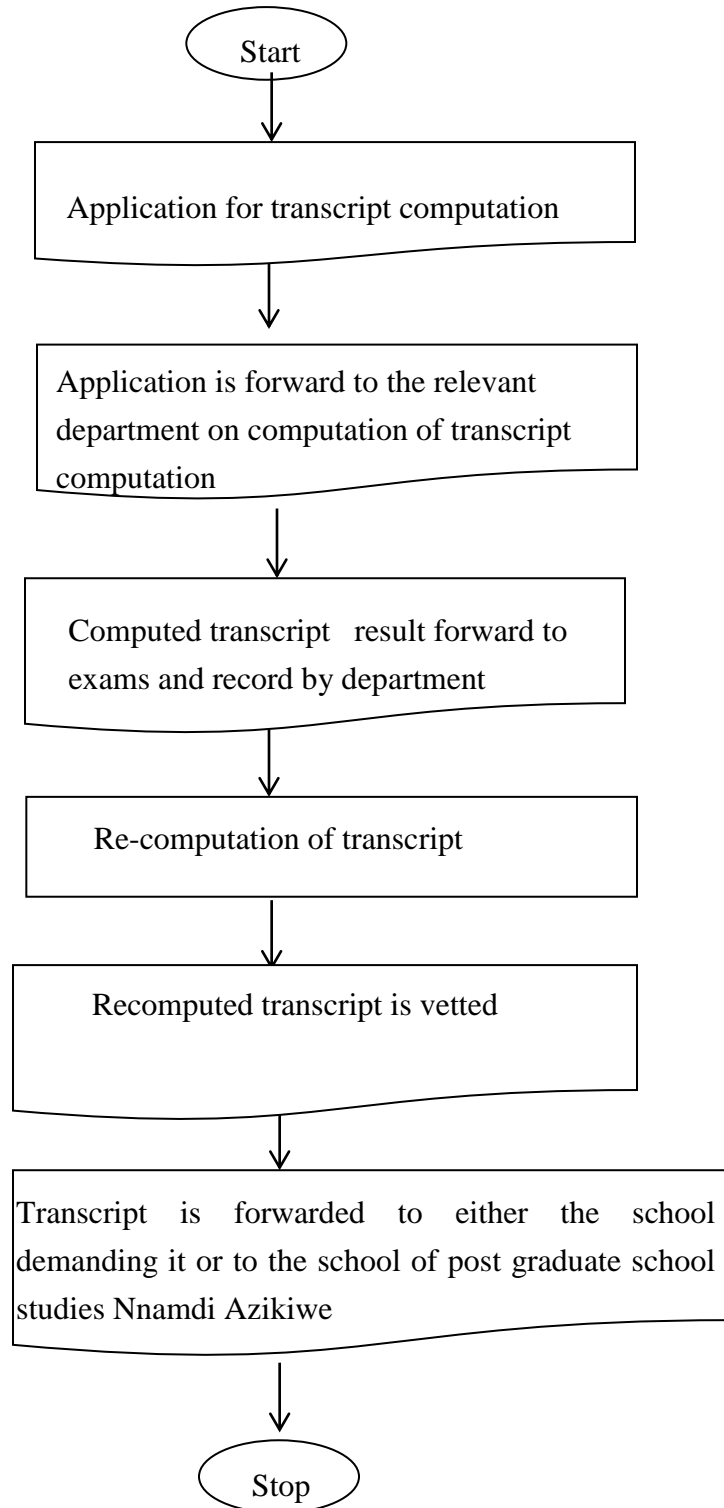 Start
Application for transcript computation
Application is forward to the relevant
department on computation of transcript
computation
Computed transcript result forward to
exams and record by department
Re-computation of transcript
Recomputed transcript is vetted
Transcript is forwarded to either the school
demanding it or to the school of post graduate school
studies Nnamdi Azikiwe
Stop